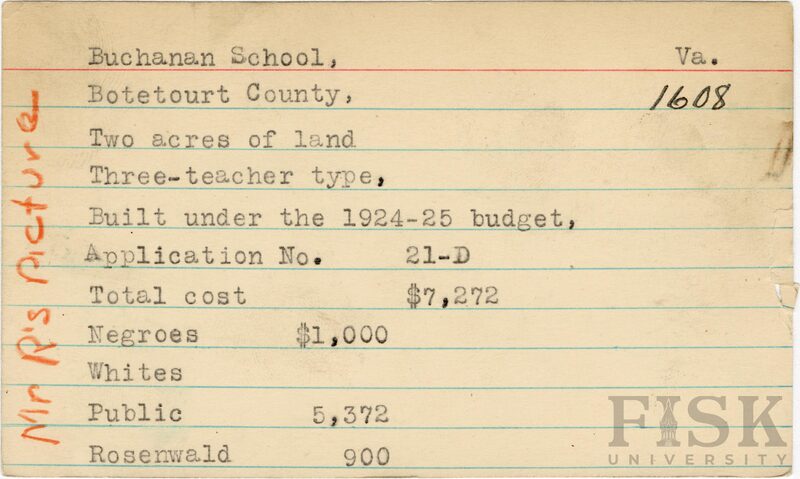 Buchanan School, Va.
Botetourt County, 1608
Two acres of land
Three-teacher type,
Built under the 1924-25 budget,
Application No. 21-D
Total cost $7,272
Negroes $1,000
Whites
Public 5,372
Rosenwald 900
Mr R's Picture
FISK
UNIVERSITY